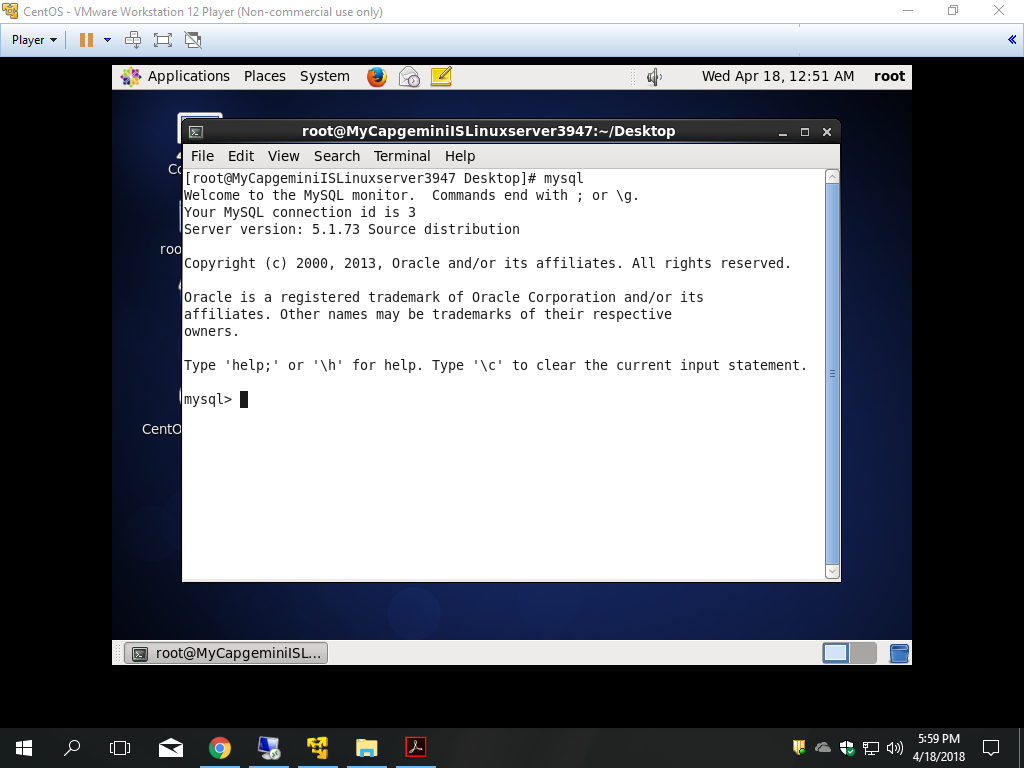 CentOS - VMware Workstation 12 Player (Non-commercial use only)
Player
Applications Places System Wed Apr 18, 12:51 AM root
root@MyCapgeminiISLinuxserver3947:~/Desktop
File Edit View Search Terminal Help
[root@MyCapgeminiISLinuxserver3947 Desktop]# mysql
Welcome to the MySQL monitor.  Commands end with ; or \g.
Your MySQL connection id is 3
Server version: 5.1.73 Source distribution
Copyright (c) 2000, 2013, Oracle and/or its affiliates. All rights reserved.
Oracle is a registered trademark of Oracle Corporation and/or its
affiliates. Other names may be trademarks of their respective
owners.
Type 'help;' or '\h' for help. Type '\c' to clear the current input statement.
mysql>
root@MyCapgeminiISL...
5:59 PM
4/18/2018